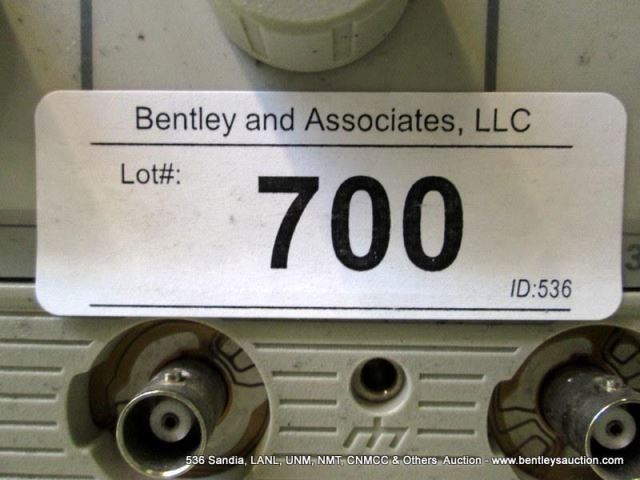 Bentley and Associates, LLC
Lot#:
700
ID:536
3
536 Sandia, LANL, UNM, NMT, CNMCC & Others  Auction - www.bentleysauction.com